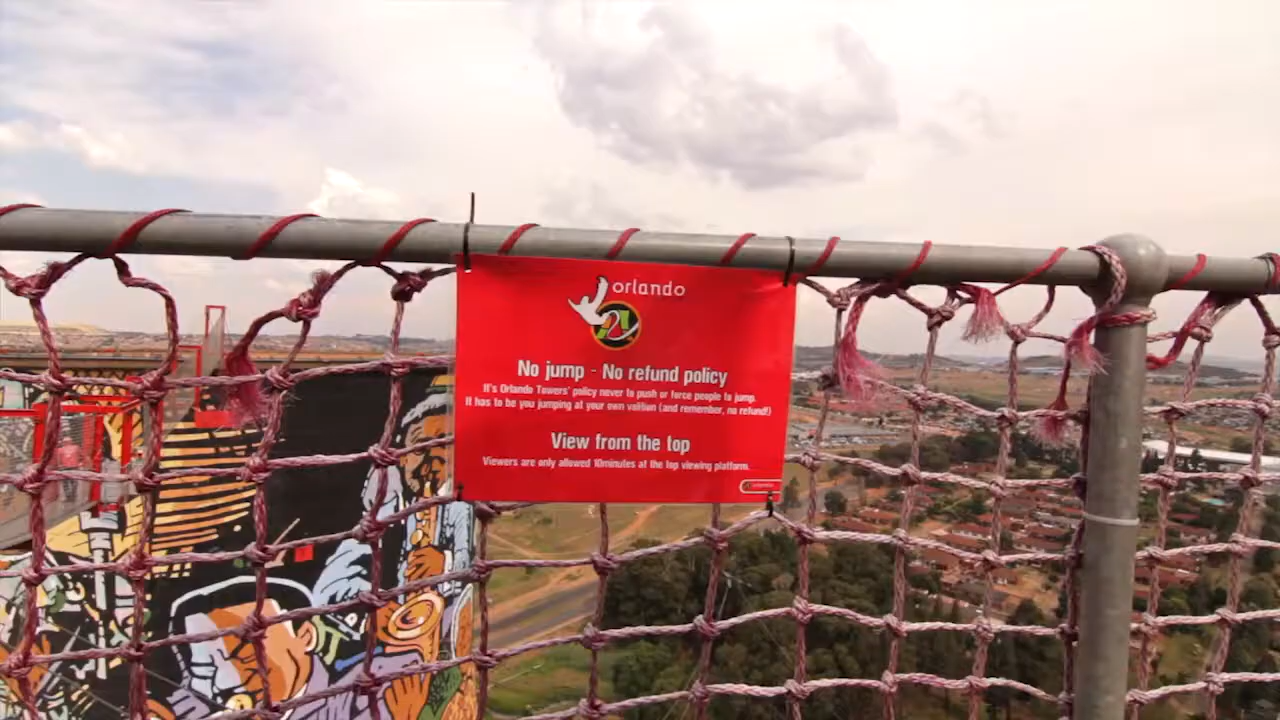 orlando
No jump - No refund policy
It's Orlando Towers' policy never to push or force people to jump.
It has to be you jumping at your own valition (and remember, no refund!)
View from the top
Viewers are only allowed 10minutes at the top viewing platform.